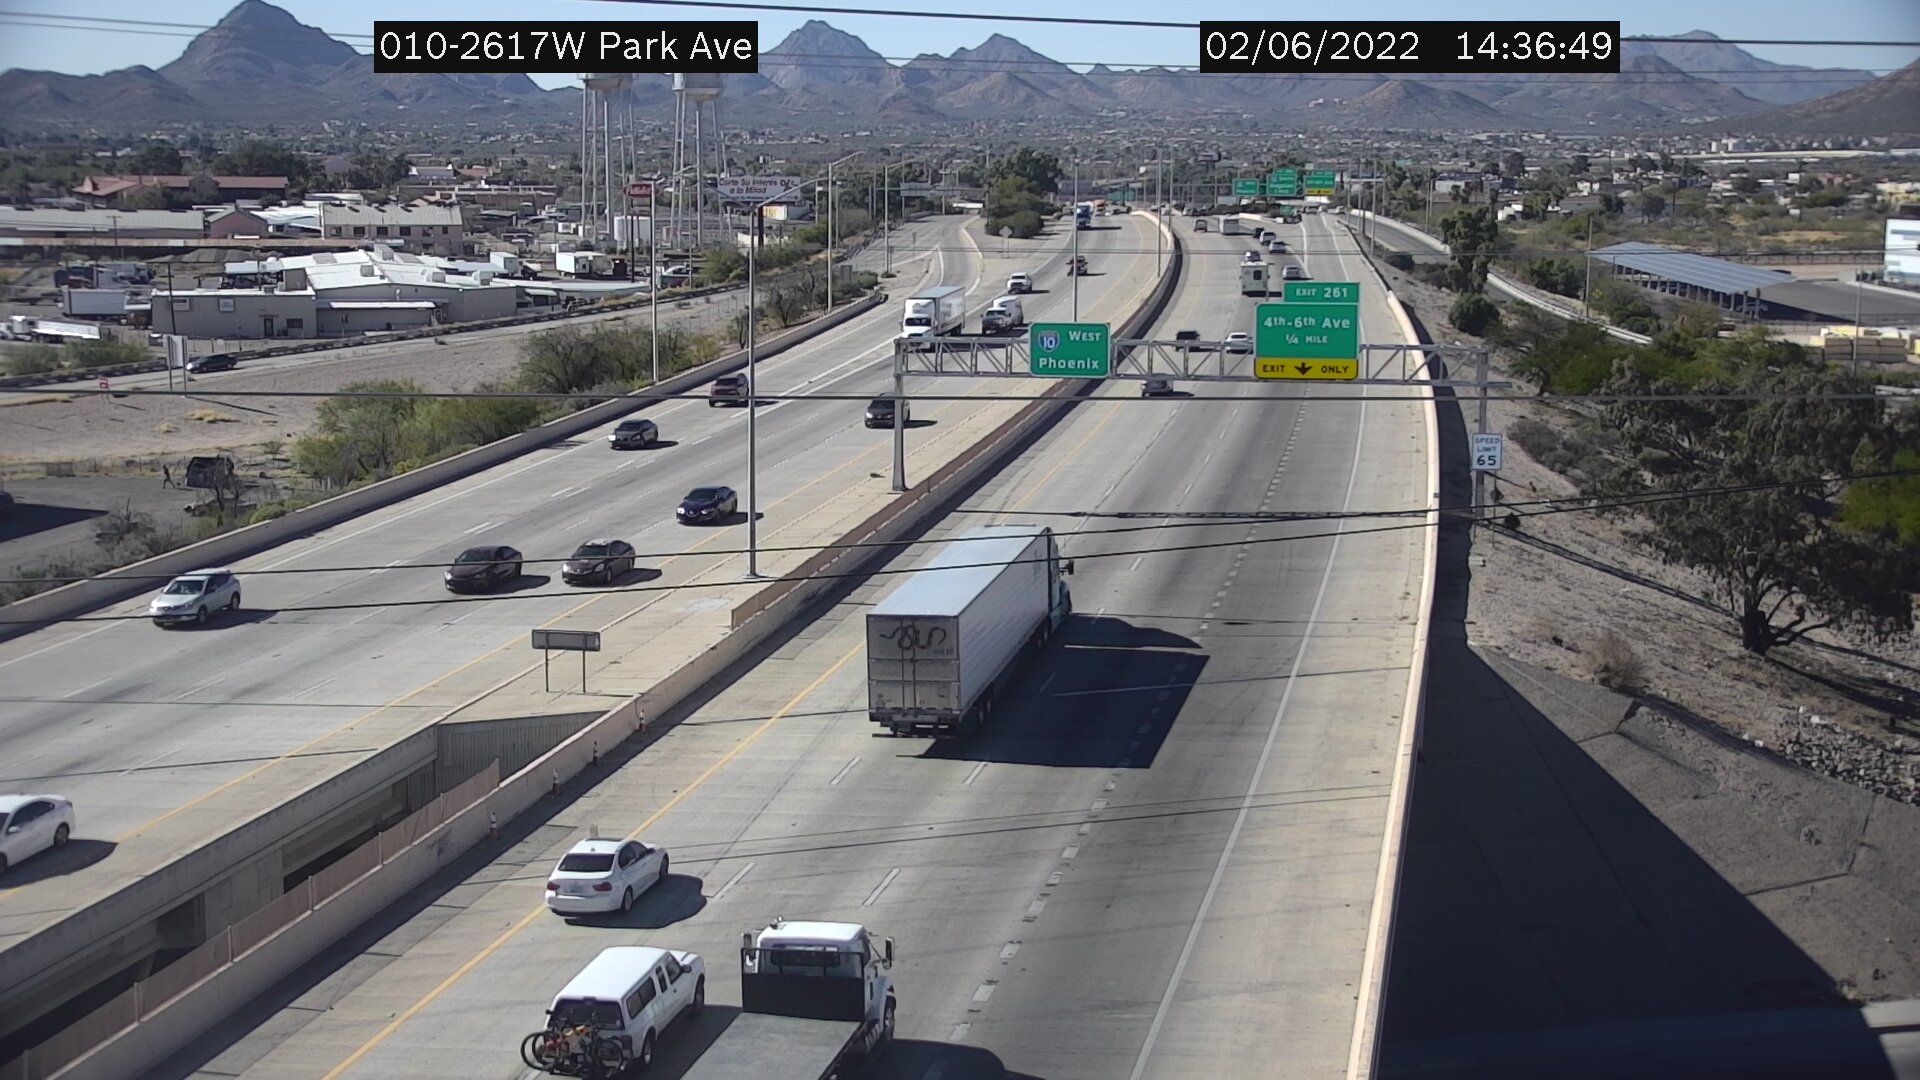 010-2617W Park Ave
02/06/2022 14:36:49
EXIT 261
4th-6th Ave
1/4 MILE
EXIT ONLY
10 WEST
Phoenix
SPEED
LIMIT
65